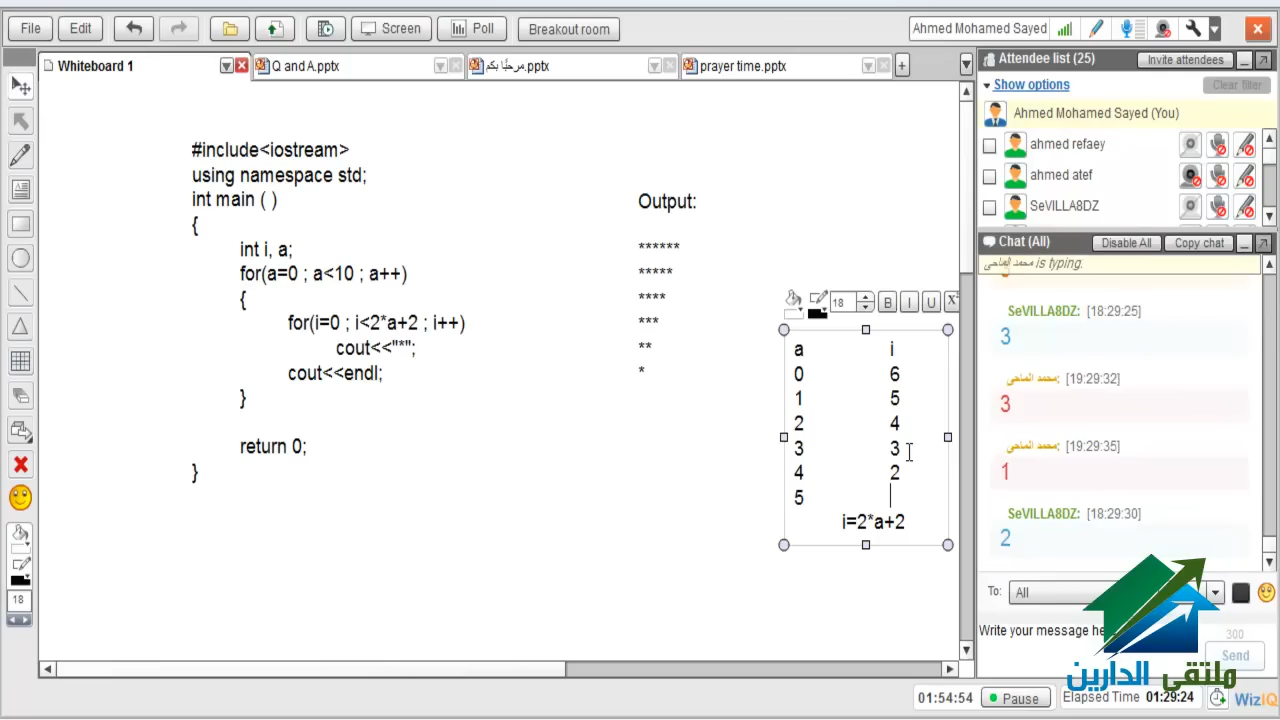 File
Edit
Screen
Poll
Breakout room
Ahmed Mohamed Sayed
Whiteboard 1
Q and A.pptx
مرحبًا بكم.pptx
prayer time.pptx
Attendee list (25)
Invite attendees
Show options
Clear filter
Ahmed Mohamed Sayed (You)
ahmed refaey
ahmed atef
SeVILLA8DZ
Chat (All)
Disable All
Copy chat
محمد الماحى is typing.
SeVILLA8DZ: [18:29:25]
3
محمد الماحى: [19:29:32]
3
محمد الماحى: [19:29:35]
1
SeVILLA8DZ: [18:29:30]
2
To:
All
Write your message he
300
Send
#include<iostream>
using namespace std;
int main ( )
{
int i, a;
for(a=0 ; a<10 ; a++)
{
for(i=0 ; i<2*a+2 ; i++)
cout<<"*";
cout<<endl;
}
return 0;
}
Output:
******
*****
****
***
**
*
18
B
I
U
X
a i
0 6
1 5
2 4
3 3
4 2
5
i=2*a+2
18
ملتقى الدارين
01:54:54
Pause
Elapsed Time 01:29:24
WizIQ